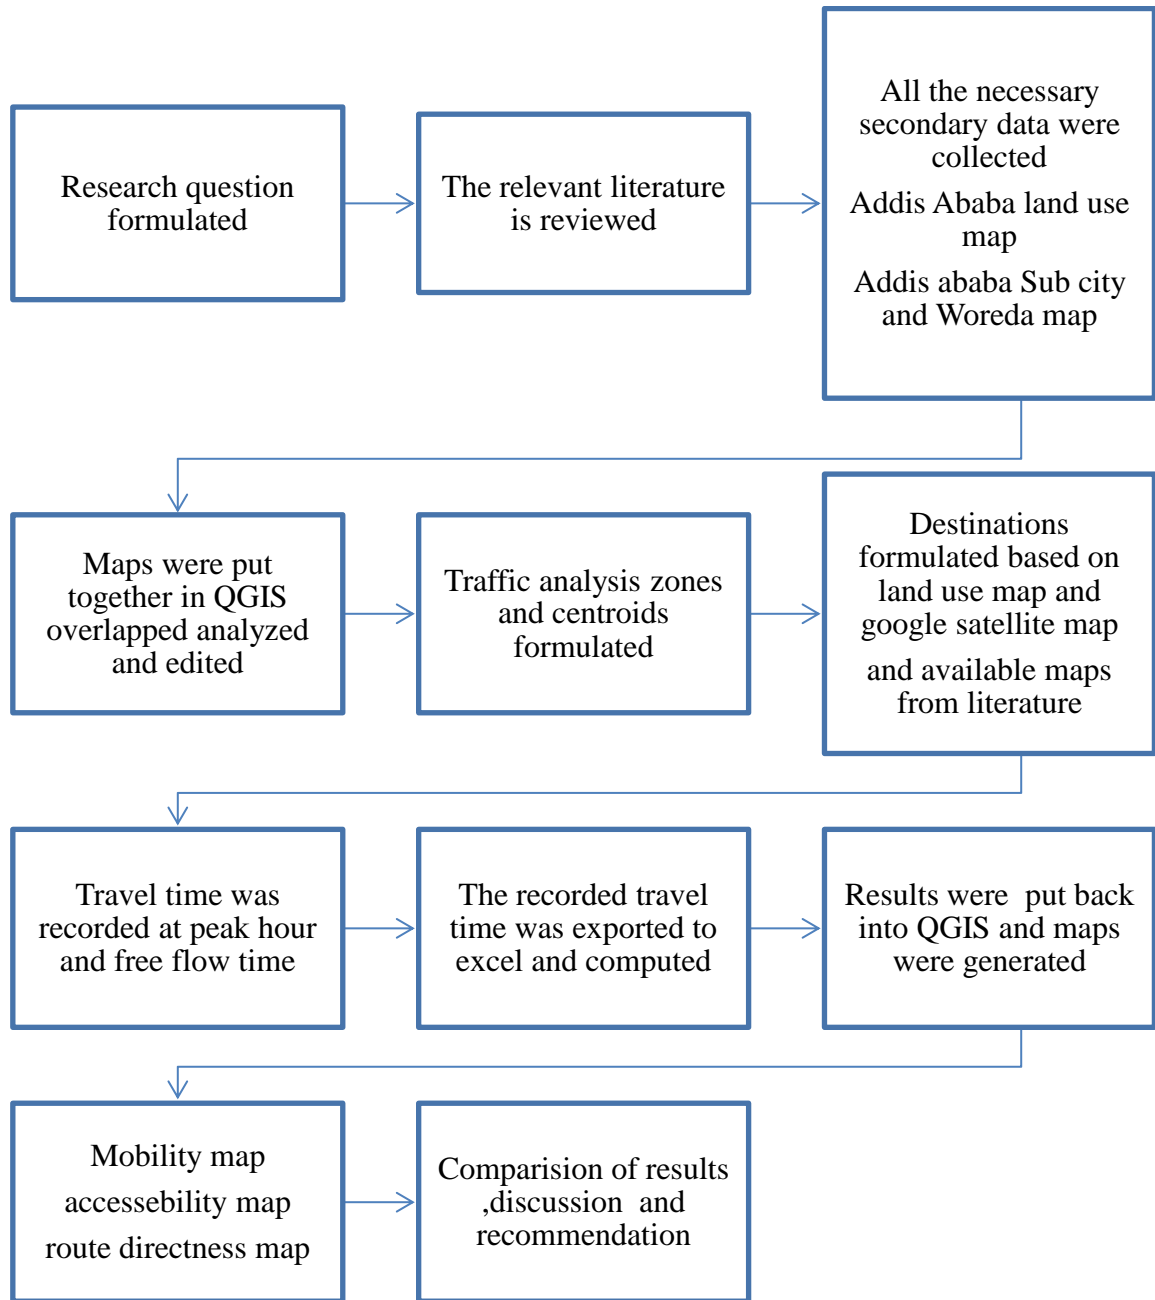 Research question
formulated
The relevant literature
is reviewed
All the necessary
secondary data were
collected
Addis Ababa land use
map
Addis ababa Sub city
and Woreda map
Maps were put
together in QGIS
overlapped analyzed
and edited
Traffic analysis zones
and centroids
formulated
Destinations
formulated based on
land use map and
google satellite map
and available maps
from literature
Travel time was
recorded at peak hour
and free flow time
The recorded travel
time was exported to
excel and computed
Results were  put back
into QGIS and maps
were generated
Mobility map
accessebility map
route directness map
Comparision of results
,discussion  and
recommendation